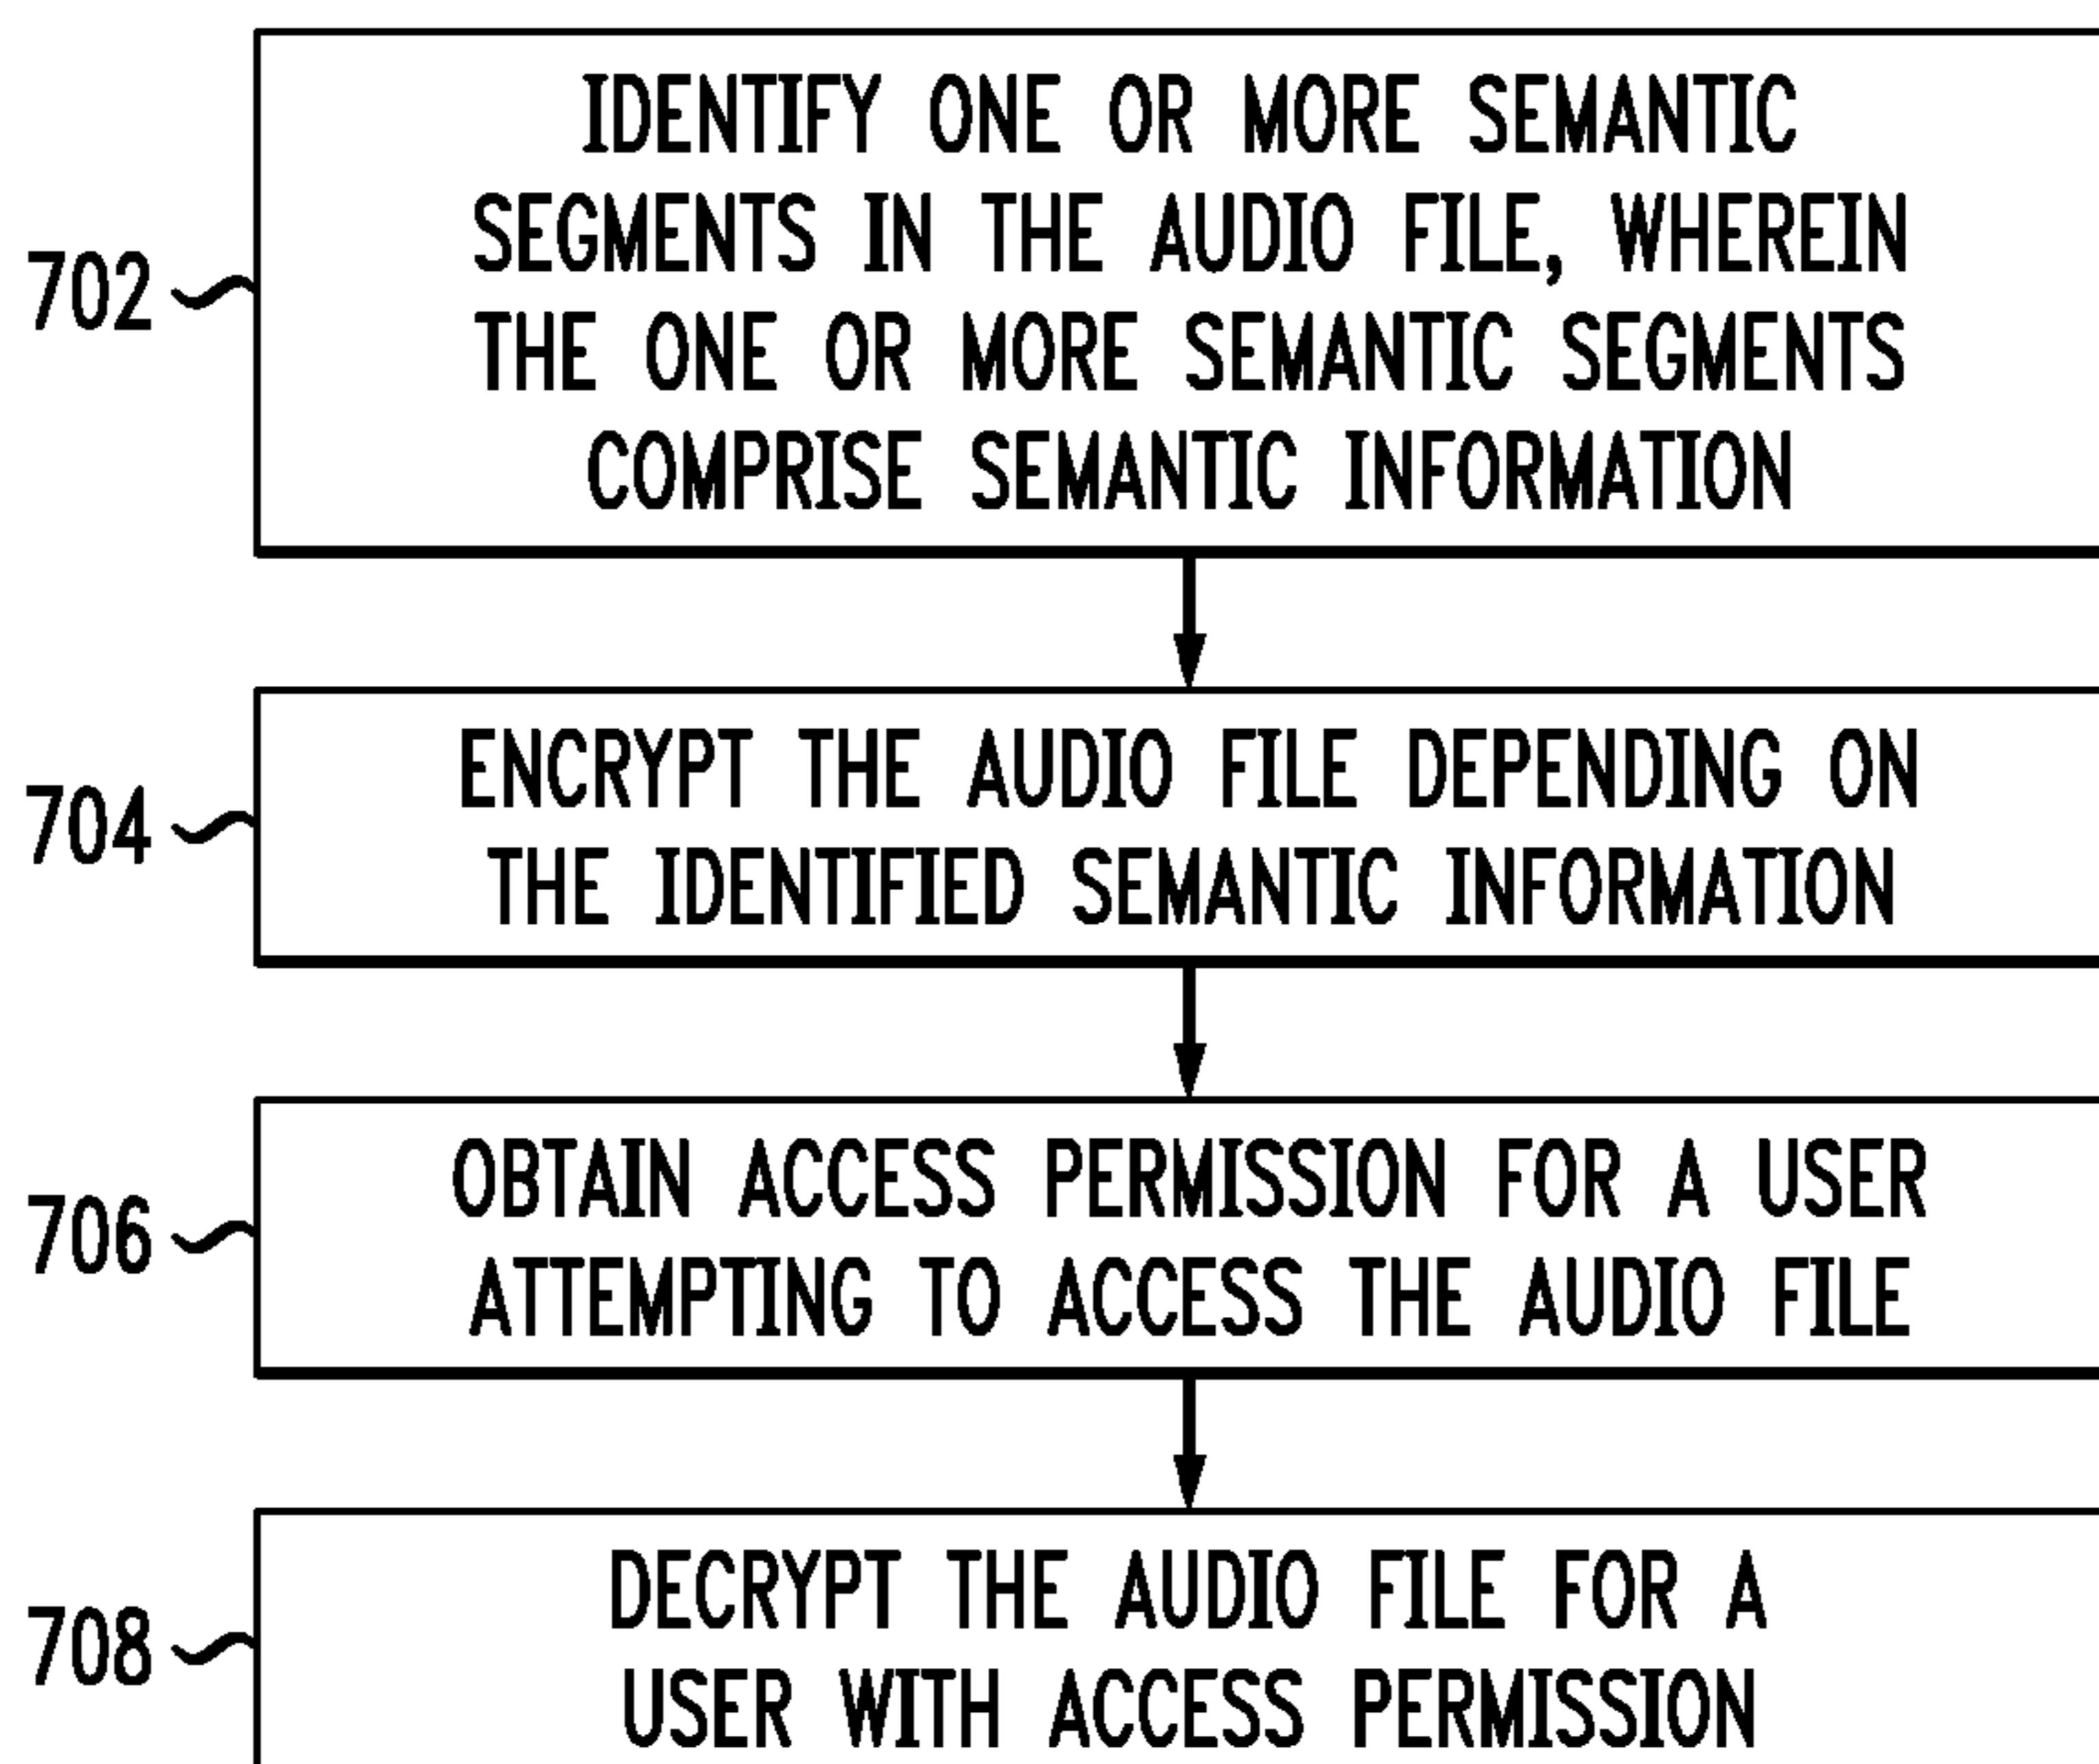 IDENTIFY ONE OR MORE SEMANTIC
SEGMENTS IN THE AUDIO FILE, WHEREIN
702
THE ONE OR MORE SEMANTIC SEGMENTS
COMPRISE SEMANTIC INFORMATION
ENCRYPT THE AUDIO FILE DEPENDING ON
704
THE IDENTIFIED SEMANTIC INFORMATION
OBTAIN ACCESS PERMISSION FOR A USER
706
ATTEMPTING TO ACCESS THE AUDIO FILE
DECRYPT THE AUDIO FILE FOR A
708
USER WITH ACCESS PERMISSION